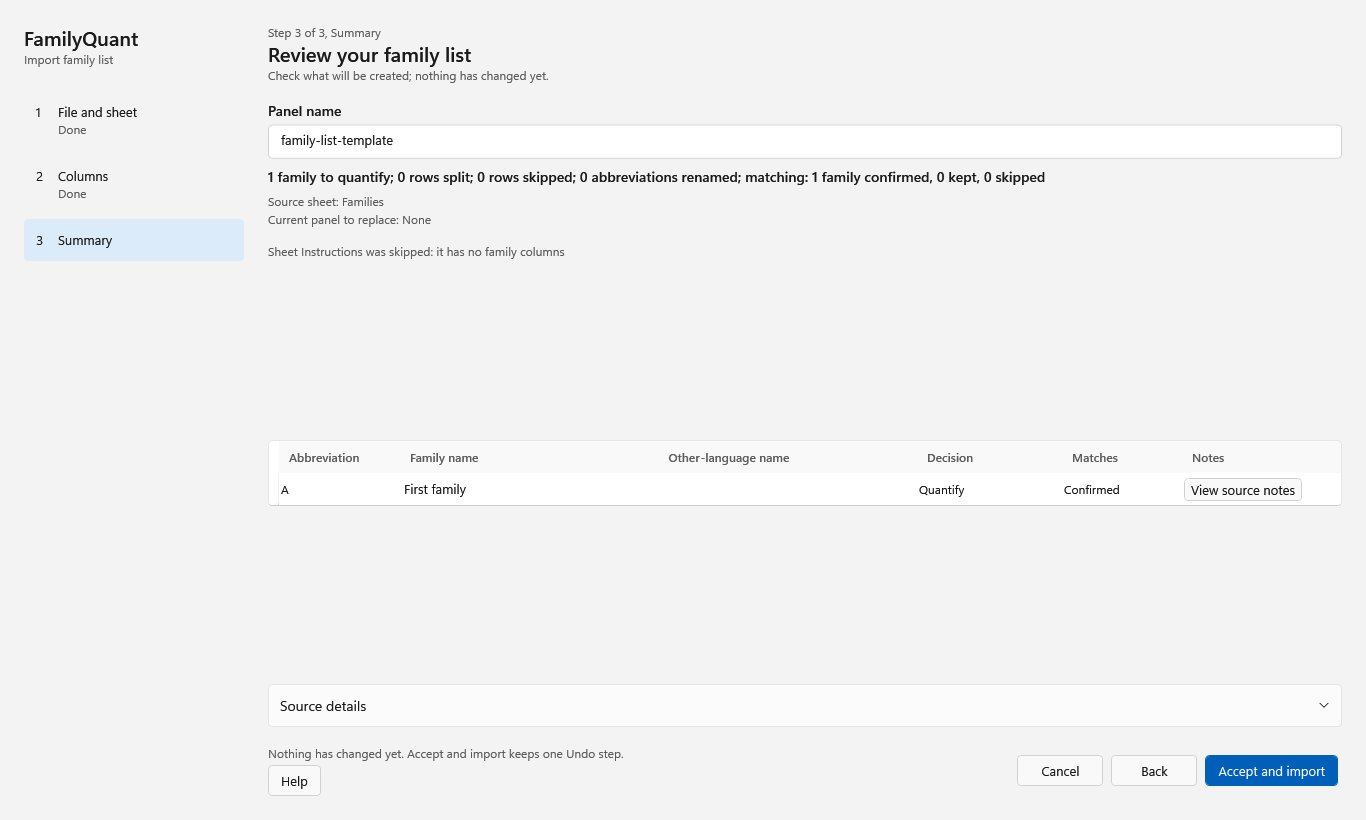 FamilyQuant
Import family list
1 File and sheet
Done
2 Columns
Done
3 Summary
Step 3 of 3, Summary
Review your family list
Check what will be created; nothing has changed yet.
Panel name
family-list-template
1 family to quantify; 0 rows split; 0 rows skipped; 0 abbreviations renamed; matching: 1 family confirmed, 0 kept, 0 skipped
Source sheet: Families
Current panel to replace: None
Sheet Instructions was skipped: it has no family columns
Abbreviation Family name Other-language name Decision Matches Notes
A First family Quantify Confirmed View source notes
Source details
Nothing has changed yet. Accept and import keeps one Undo step.
Help Cancel Back Accept and import